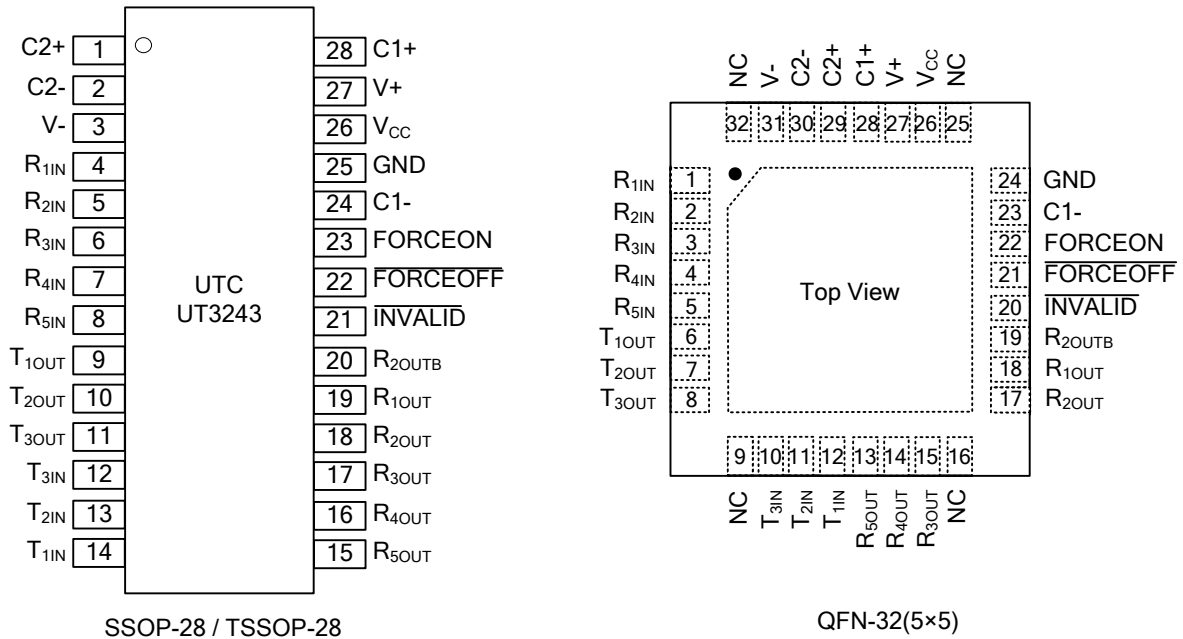 C2+ 1
C2- 2
V- 3
R1IN 4
R2IN 5
R3IN 6
R4IN 7
R5IN 8
T1OUT 9
T2OUT 10
T3OUT 11
T3IN 12
T2IN 13
T1IN 14
UTC
UT3243
28 C1+
27 V+
26 VCC
25 GND
24 C1-
23 FORCEON
22 FORCEOFF
21 INVALID
20 R2OUTB
19 R1OUT
18 R2OUT
17 R3OUT
16 R4OUT
15 R5OUT
SSOP-28 / TSSOP-28
NC V- C2- C2+ C1+ V+ VCC NC
32 31 30 29 28 27 26 25
R1IN 1
R2IN 2
R3IN 3
R4IN 4
R5IN 5
T1OUT 6
T2OUT 7
T3OUT 8
Top View
24 GND
23 C1-
22 FORCEON
21 FORCEOFF
20 INVALID
19 R2OUTB
18 R1OUT
17 R2OUT
9 10 11 12 13 14 15 16
NC T3IN T2IN T1IN R5OUT R4OUT R3OUT NC
QFN-32(5×5)